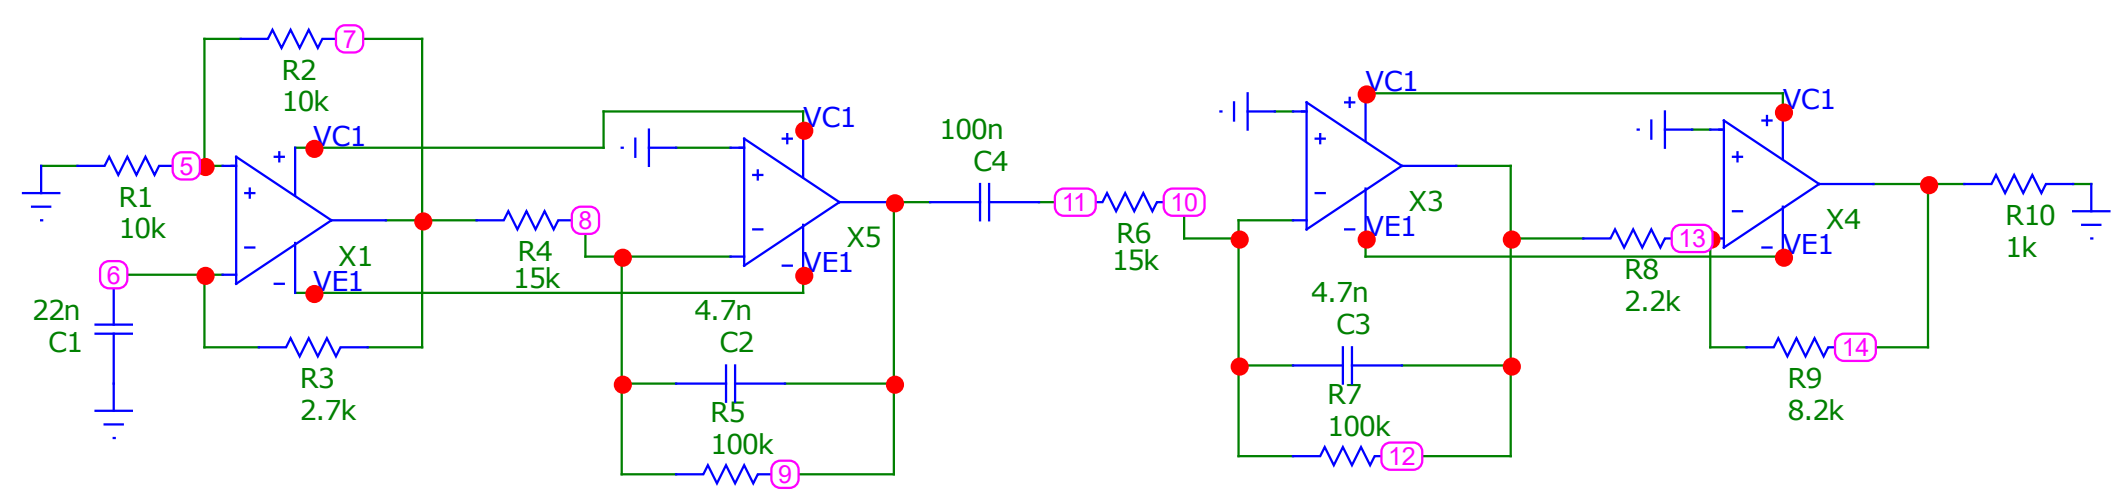 7
R2
10k
VC1
5
R1
10k
+
+
−
−
X1
VE1
6
22n
C1
R3
2.7k
8
R4
15k
VC1
+
+
−
−
X5
VE1
4.7n
C2
R5
100k
9
100n
C4
11
10
R6
15k
VC1
+
+
−
−
X3
VE1
4.7n
C3
R7
100k
12
13
R8
2.2k
VC1
+
+
−
−
X4
VE1
14
R9
8.2k
R10
1k